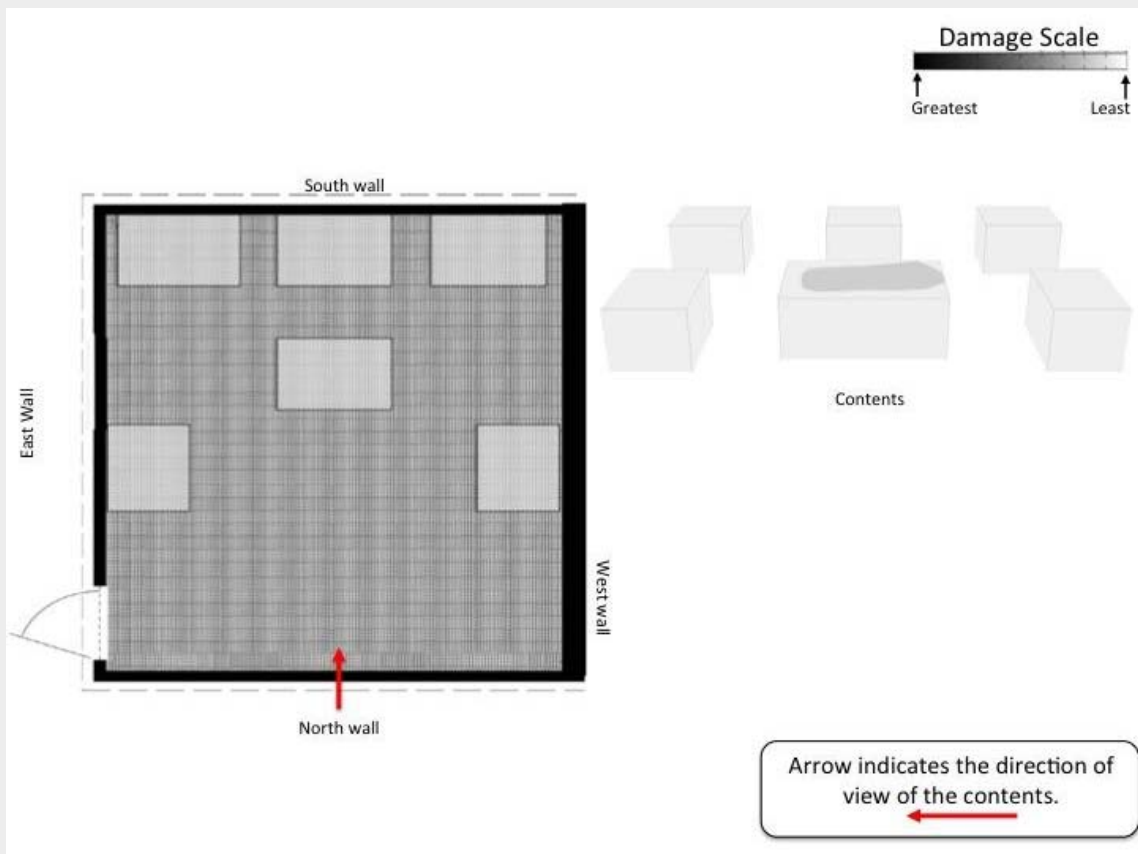 Damage Scale
Greatest
Least
South wall
East Wall
Contents
West wall
North wall
Arrow indicates the direction of
view of the contents.